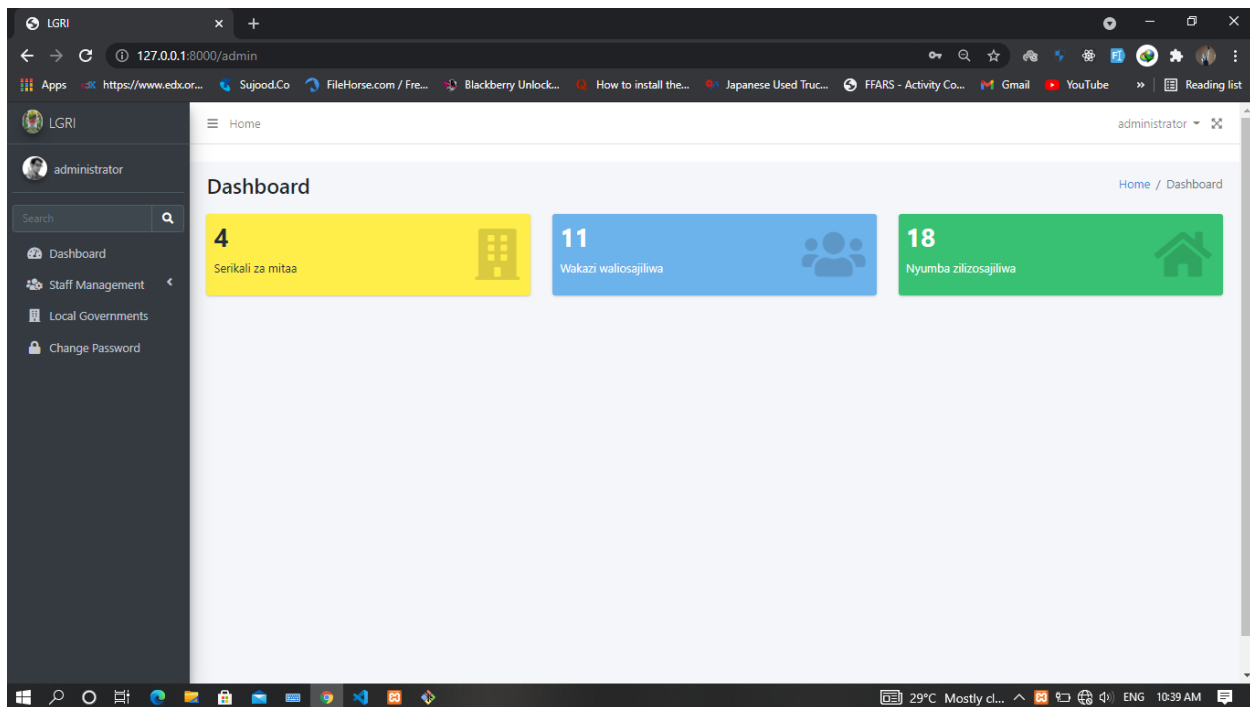 LGRI
127.0.0.1:8000/admin
Apps https://www.edx.or... Sujood.Co FileHorse.com / Fre... Blackberry Unlock... How to install the... Japanese Used Truc... FFARS - Activity Co... Gmail YouTube » Reading list
LGRI
Home
administrator
administrator
Search
Dashboard
Staff Management
Local Governments
Change Password
Dashboard
Home / Dashboard
4
Serikali za mitaa
11
Wakazi waliosajiliwa
18
Nyumba zilizosajiliwa
29°C Mostly cl... ENG 10:39 AM